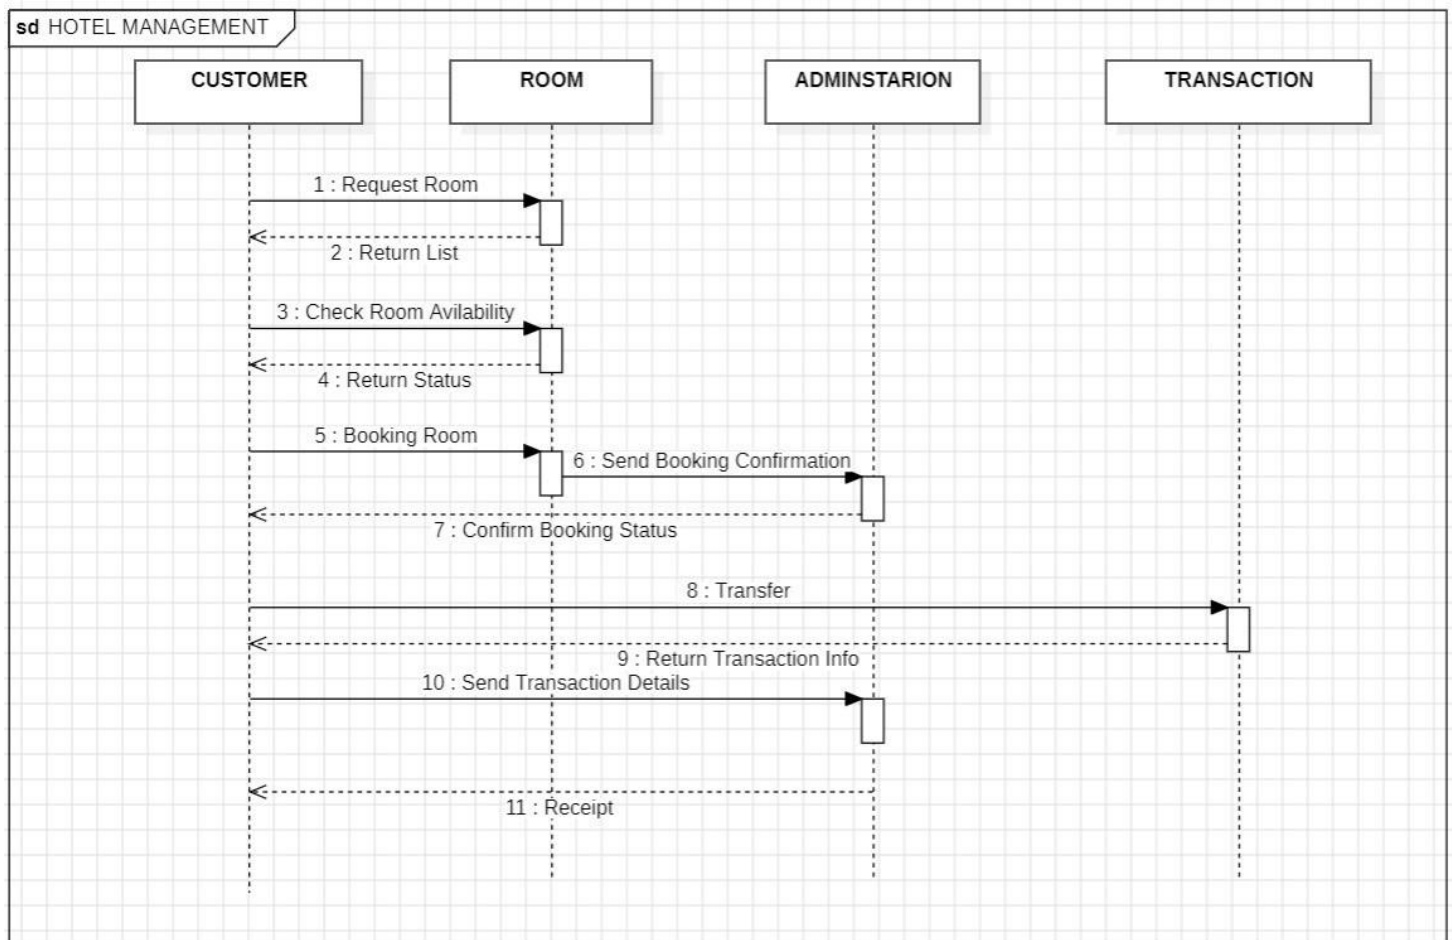 sd HOTEL MANAGEMENT
CUSTOMER
ROOM
ADMINSTARION
TRANSACTION
1 : Request Room
2 : Return List
3 : Check Room Avilability
4 : Return Status
5 : Booking Room
6 : Send Booking Confirmation
7 : Confirm Booking Status
8 : Transfer
9 : Return Transaction Info
10 : Send Transaction Details
11 : Receipt